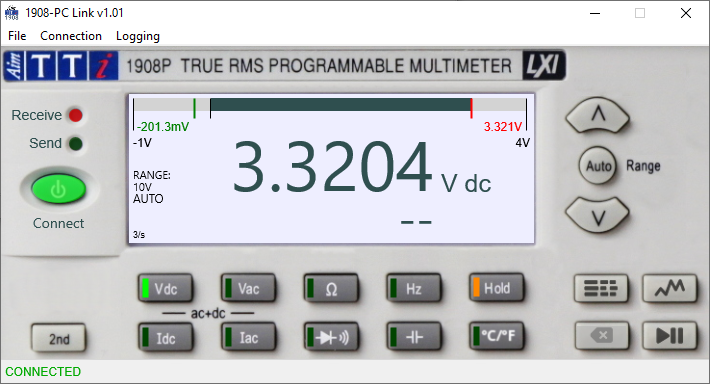 1908-PC Link v1.01
File Connection Logging
Aim TTi 1908P TRUE RMS PROGRAMMABLE MULTIMETER LXI
Receive
Send
Connect
-201.3mV 3.321V
-1V 4V
3.3204 V dc
RANGE:
10V
AUTO
--
3/s
Auto Range
Vdc Vac Ω Hz Hold
ac+dc
2nd Idc Iac °C/°F
CONNECTED